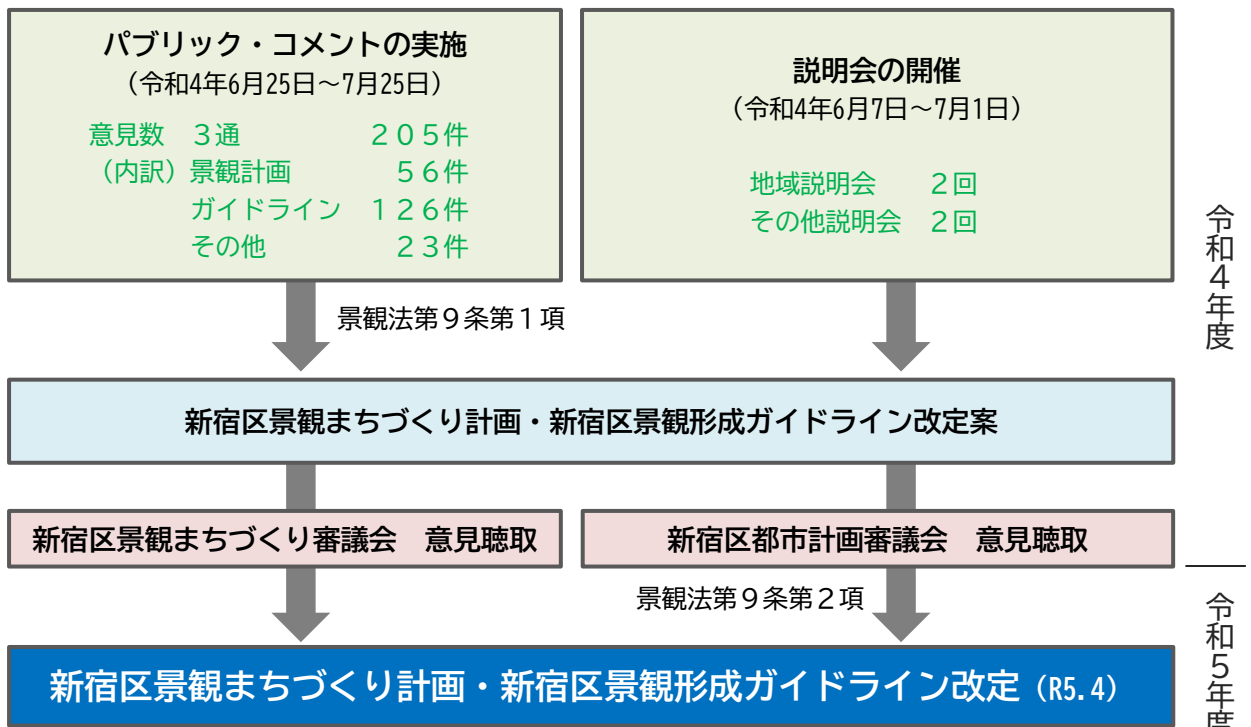 パブリック・コメントの実施
（令和4年6月25日～7月25日）
意見数　３通　２０５件
（内訳）景観計画　５６件
ガイドライン　１２６件
その他　２３件
説明会の開催
（令和4年6月7日～7月1日）
地域説明会　２回
その他説明会　２回
令和４年度
景観法第９条第１項
新宿区景観まちづくり計画・新宿区景観形成ガイドライン改定案
新宿区景観まちづくり審議会　意見聴取
新宿区都市計画審議会　意見聴取
景観法第９条第２項
新宿区景観まちづくり計画・新宿区景観形成ガイドライン改定（R5.4）
令和５年度